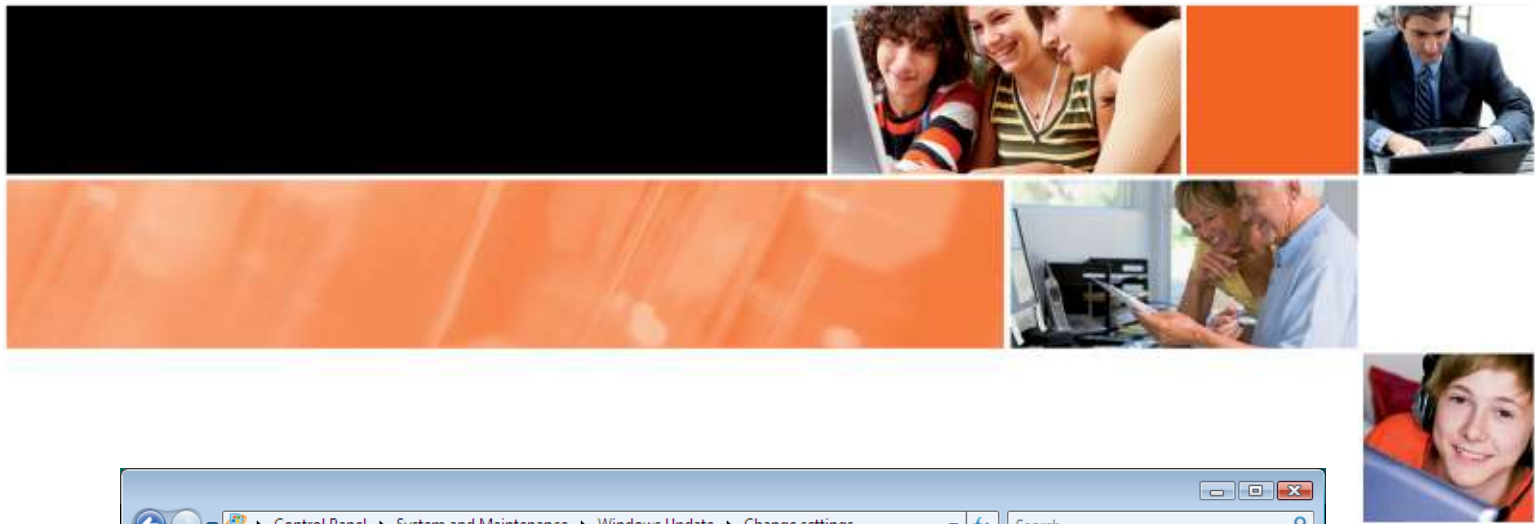 Control Panel ▸ System and Maintenance ▸ Windows Update ▸ Change settings Search